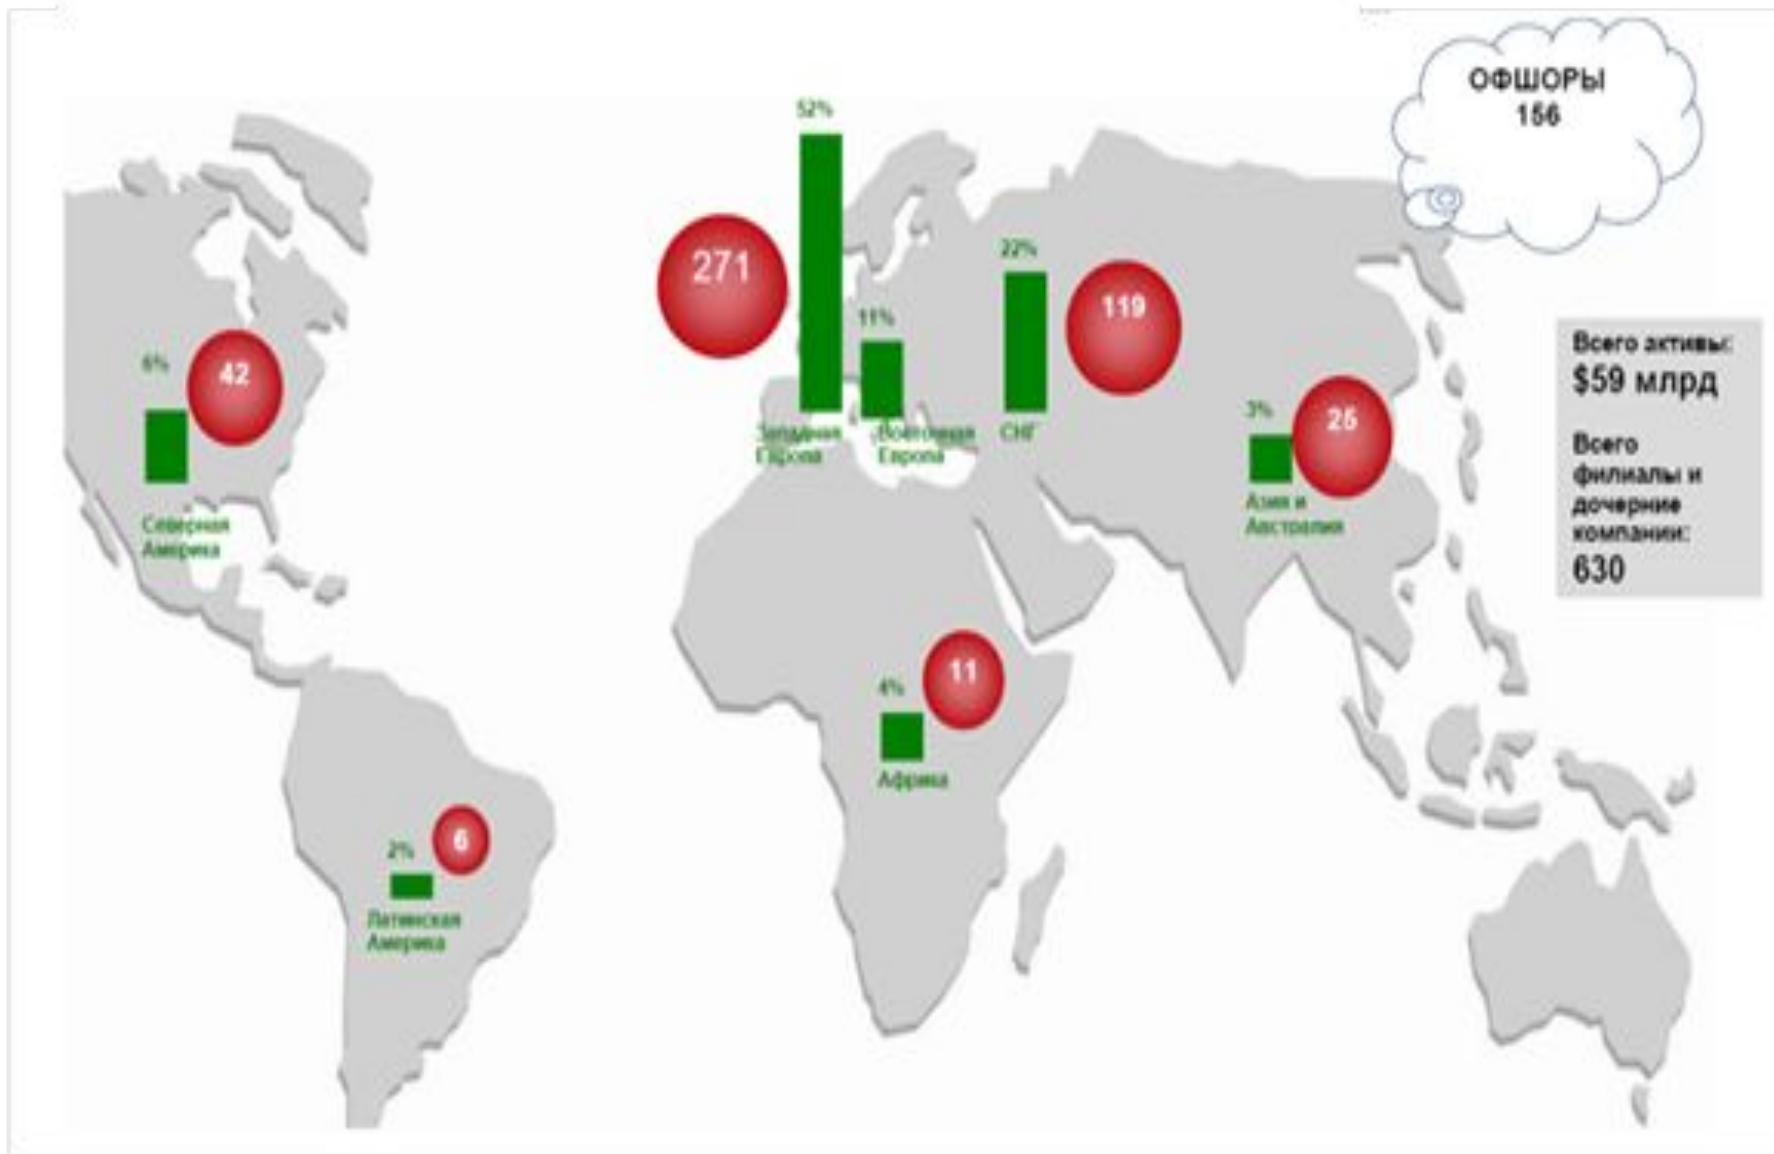 ОФШОРЫ
156
52%
271
22%
119
11%
6%
42
Западная
Европа
Восточная
Европа
СНГ
3%
25
Азия и
Австралия
Всего активы:
$59 млрд
Всего
филиалы и
дочерние
компании:
630
Северная
Америка
4%
11
Африка
2%
6
Латинская
Америка